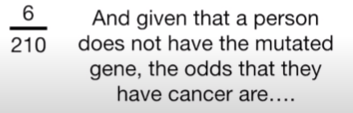 6
210
And given that a person
does not have the mutated
gene, the odds that they
have cancer are....